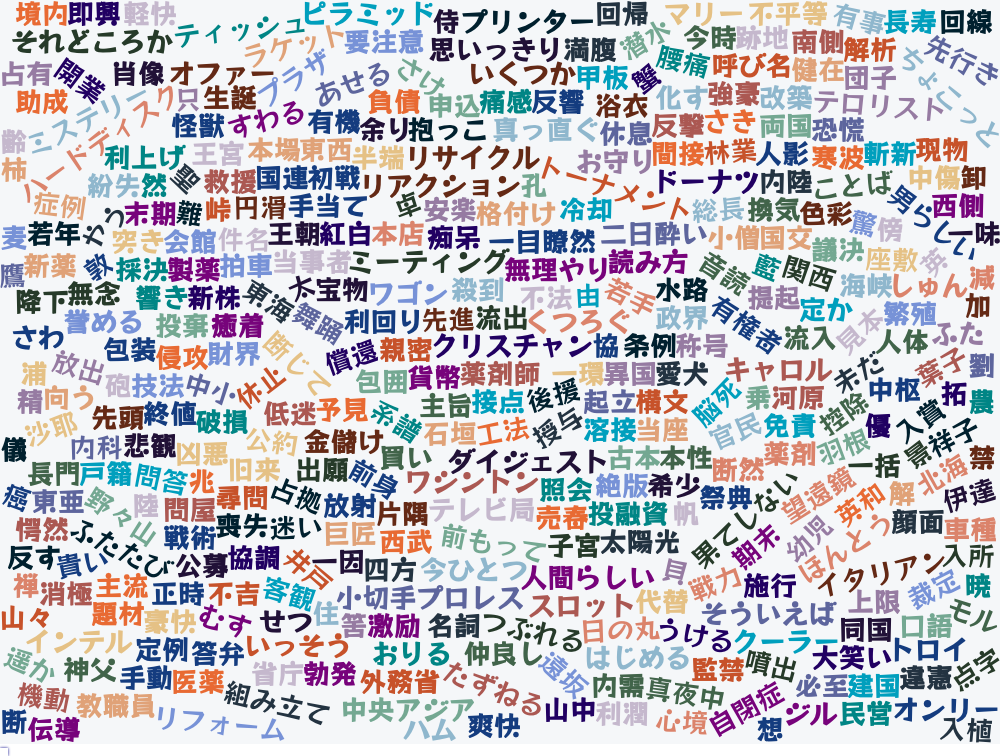 境内 即興 軽快 ティッシュ ピラミッド 侍 プリンター 回帰 マリー 不平等 有事 長寿 回線
それどころか ラケット 要注意 思いっきり 満腹 潜水 今時 跡地 南側 解析 先行き
占有 開業 肖像 オファー プラザ あせる さけ いくつか 甲板 蟹 腰痛 呼び名 健在 団子 ちょこっと
助成 ミステリー ハードディスク 只 生誕 負債 申込 痛感 反響 浴衣 化す 強豪 改築 テロリスト
怪獣 すわる 有機 余り 抱っこ 真っ直ぐ 休息 反撃 さき 両国 恐慌
齢 柿 利上げ 王宮 本場 東西 半端 リサイクル トーナメント お守り 間接 林業 人影 寒波 斬新 現物
紛失 然 聖 救援 国連 初戦 リアクション 孔 ドーナツ 内陸 ことば 中傷 卸
症例 わっ 末期 難 峠 円滑 手当て 卓 安楽 格付け 冷却 総長 換気 色彩 驚 傍 男らしい 西側
麦 若年 突き 会館 件名 王朝 紅白 本店 痴呆 一目瞭然 二日酔い 小僧 国交 議決 座敷 歩 一味
鷹 新薬 敦 採決 製薬 拍車 当事者 ミーティング 無理やり 読み方 音読 藍 関西 海峡 しゅん 減
降下 無念 響き 新株 東海 太 宝物 ワゴン 殺到 不法 由 若手 水路 有権者 提起 定か 繁殖 加
さわ 誉める 投棄 癒着 舞踊 利回り 先進 流出 くつろぐ 政界 流入 見本 人体 ふた
包装 侵攻 財界 断じて 償還 親密 クリスチャン 協 条例 称号
浦 放出 砲 技法 中小 休止 包囲 貨幣 薬剤師 一環 異国 愛犬 キャロル 未だ 中枢 葉子 劉
精 向う 先頭 終値 破損 低迷 予見 系譜 主旨 接点 後援 起立 構文 脳死 乗 河原 控除 拓 農
儀 沙耶 内科 悲観 凶悪 公約 金儲け 石垣 工法 授与 溶接 当座 官民 免責 羽根 優 入賞 祥子
長門 戸籍 問答 兆 旧来 出願 前身 買い ダイジェスト 古本 本性 断然 薬剤 一括 景 禁
癌 東亜 野々山 陸 問屋 尋問 占拠 放射 片隅 ワシントン テレビ局 照会 絶版 希少 祭典 果てしない 望遠鏡 英和 解 北海 伊達
愕然 ふたたび 戦術 喪失 迷い 巨匠 西武 前もって 売春 投融資 帆 期末 幼児 ほんとう 顔面 車種
反す 貴い 公募 協調 井戸 一因 四方 今ひとつ 子宮 太陽光 イタリアン 入所
禅 消極 主流 正時 不吉 客観 住 小切手 プロレス 人間らしい 貝 戦力 施行 上限 裁定 暁
山々 題材 豪快 むす せつ 筈 激励 名詞 つぶれる スロット 代替 そういえば 同国 口語 モル
インテル 定例 答弁 いっそう おりる 仲良し 日の丸 うける クーラー 大笑い トロイ
遥か 神父 手動 医薬 省庁 勃発 外務省 たずねる 遠坂 はじめる 監禁 噴出 必至 建国 違憲 点字
機動 教職員 組み立て 中央アジア 山中 内需 真夜中 利潤 自閉症 ジル 民営 オンリー
断 伝導 リフォーム ハム 爽快 心境 想 入植